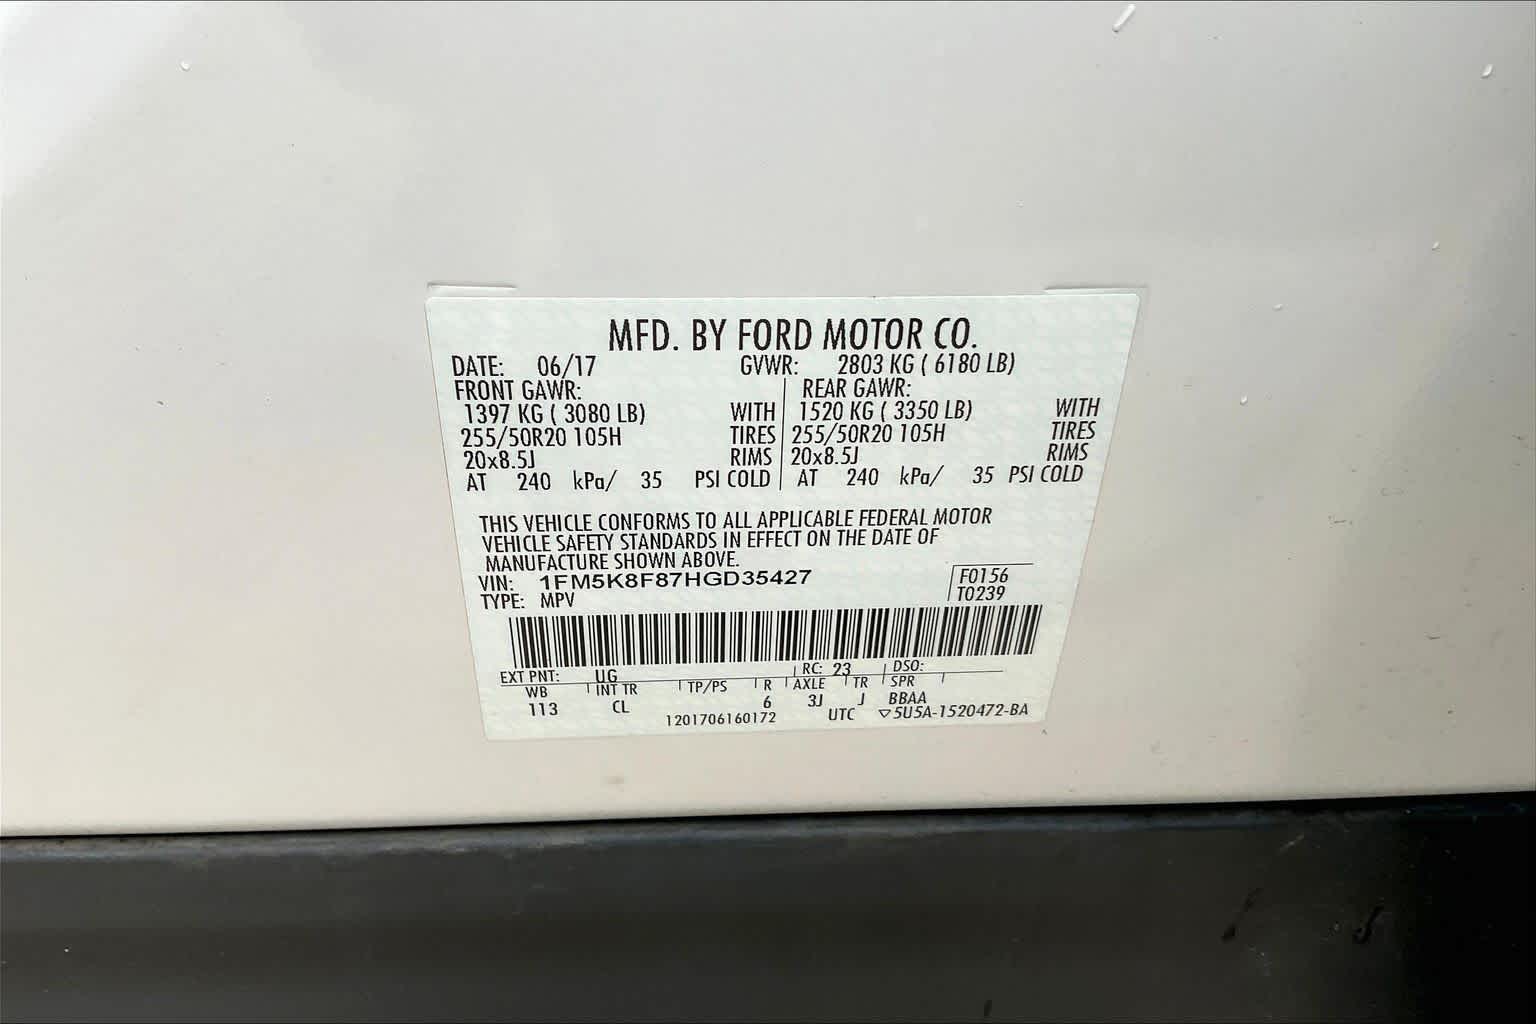 MFD. BY FORD MOTOR CO.
DATE: 06/17 GVWR: 2803 KG ( 6180 LB)
FRONT GAWR: REAR GAWR:
1397 KG ( 3080 LB) WITH 1520 KG ( 3350 LB) WITH
255/50R20 105H TIRES 255/50R20 105H TIRES
20x8.5J RIMS 20x8.5J RIMS
AT 240 kPa/ 35 PSI COLD AT 240 kPa/ 35 PSI COLD
THIS VEHICLE CONFORMS TO ALL APPLICABLE FEDERAL MOTOR
VEHICLE SAFETY STANDARDS IN EFFECT ON THE DATE OF
MANUFACTURE SHOWN ABOVE.
VIN: 1FM5K8F87HGD35427 F0156
TYPE: MPV T0239
EXT PNT: UG RC: 23 DSO:
WB INT TR TP/PS R AXLE TR SPR
113 CL 6 3J J BBAA
1201706160172 UTC ▽5U5A-1520472-BA